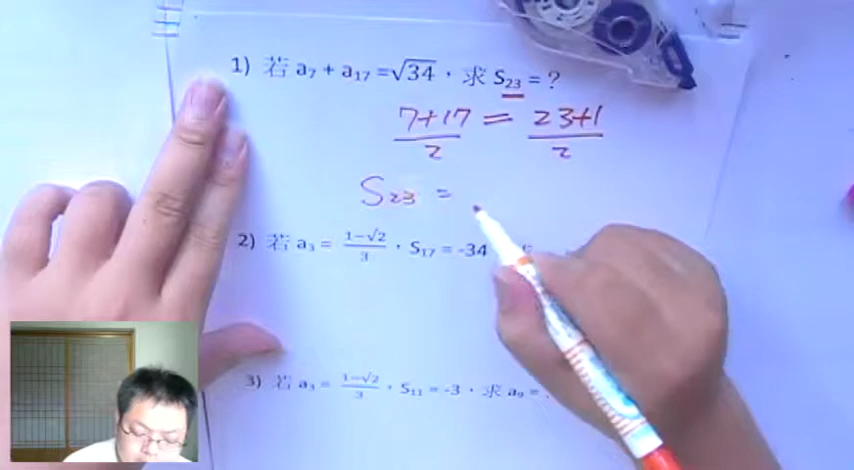 1) 若 a₇ + a₁₇ = √34，求 S₂₃ = ?
7+17/2 = 23+1/2
S₂₃ =
2) 若 a₃ = 1-√2/3，S₁₇ = -34
3) 若 a₃ = 1-√2/3，S₁₁ = -3，求 a₉ =